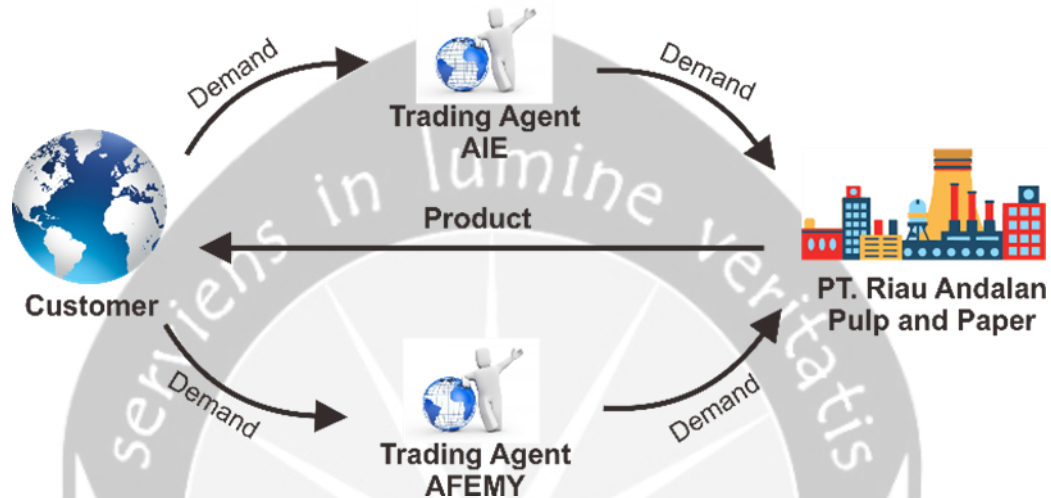 Demand
Trading Agent
AIE
Demand
serviens in lumine veritatis
Product
Customer
PT. Riau Andalan
Pulp and Paper
Demand
Trading Agent
AFEMY
Demand